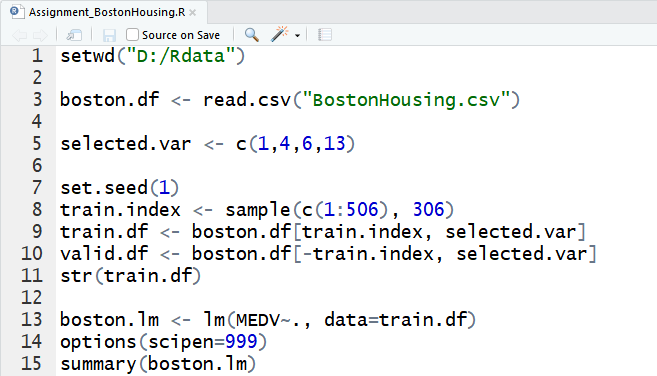 Assignment_BostonHousing.R
Source on Save
1 setwd("D:/Rdata")
2
3 boston.df <- read.csv("BostonHousing.csv")
4
5 selected.var <- c(1,4,6,13)
6
7 set.seed(1)
8 train.index <- sample(c(1:506), 306)
9 train.df <- boston.df[train.index, selected.var]
10 valid.df <- boston.df[-train.index, selected.var]
11 str(train.df)
12
13 boston.lm <- lm(MEDV~., data=train.df)
14 options(scipen=999)
15 summary(boston.lm)